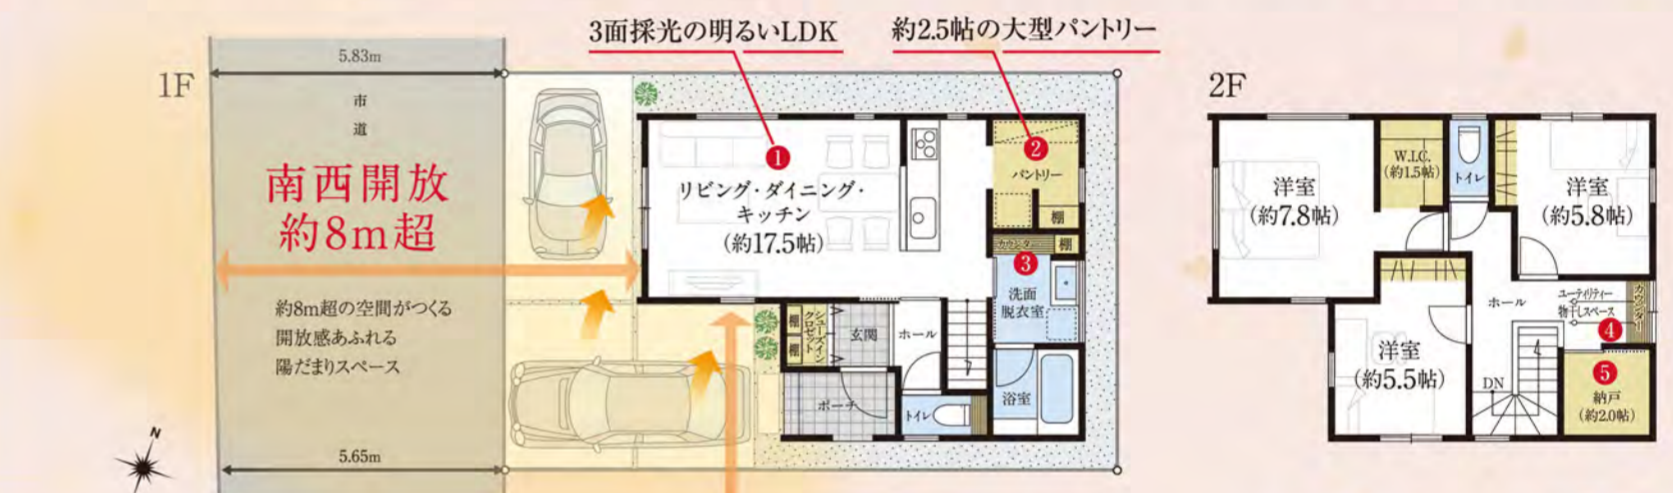 3面採光の明るいLDK
約2.5帖の大型パントリー
1F
5.83m
市
道
南西開放
約8m超
約8m超の空間がつくる
開放感あふれる
陽だまりスペース
5.65m
N
1
リビング・ダイニング・
キッチン
(約17.5帖)
2
パントリー
棚
カウンター
棚
3
洗面
脱衣室
棚
棚
シューズイン
クロゼット
玄関
ホール
ポーチ
トイレ
浴室
2F
洋室
(約7.8帖)
W.I.C.
(約1.5帖)
トイレ
洋室
(約5.8帖)
ホール
ユーティリティー
物干しスペース
カウンター
4
洋室
(約5.5帖)
DN
5
納戸
(約2.0帖)